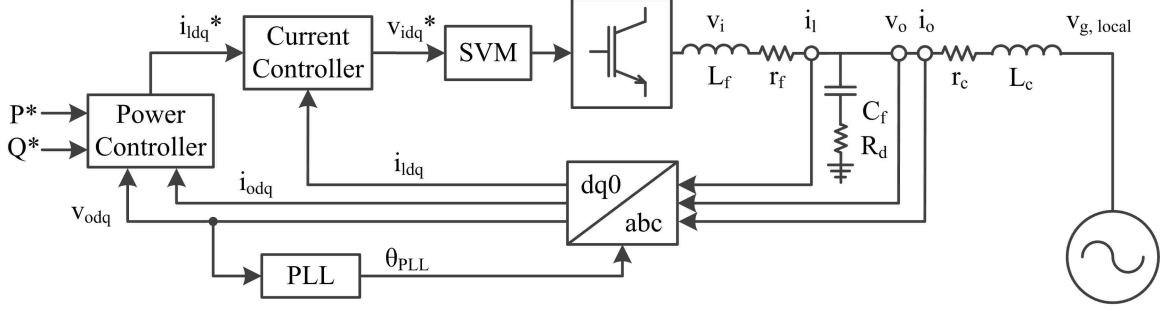 i_ldq*
Current
Controller
v_idq*
SVM
v_i
i_l
v_o
i_o
v_g, local
L_f
r_f
r_c
L_c
C_f
R_d
P*
Q*
Power
Controller
i_ldq
i_odq
v_odq
dq0
abc
PLL
θ_PLL